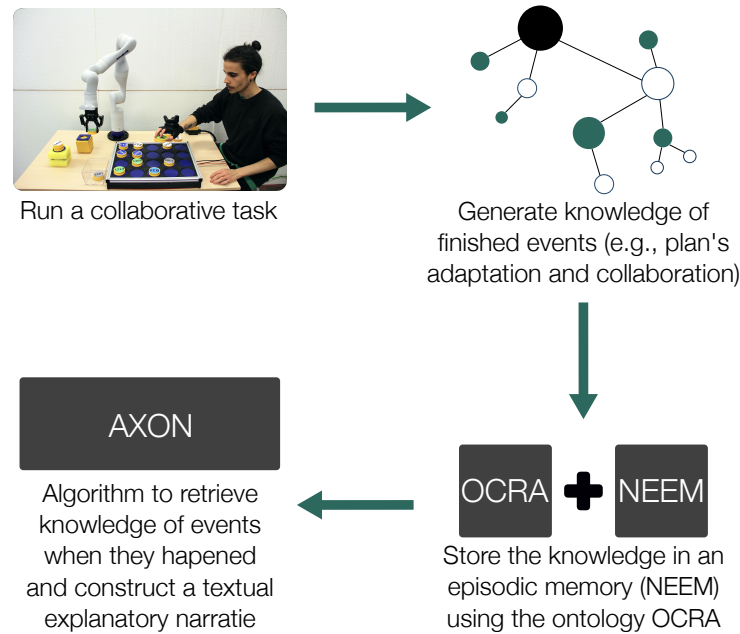 Run a collaborative task
Generate knowledge of
finished events (e.g., plan's
adaptation and collaboration)
AXON
Algorithm to retrieve
knowledge of events
when they hapened
and construct a textual
explanatory narratie
OCRA
NEEM
Store the knowledge in an
episodic memory (NEEM)
using the ontology OCRA